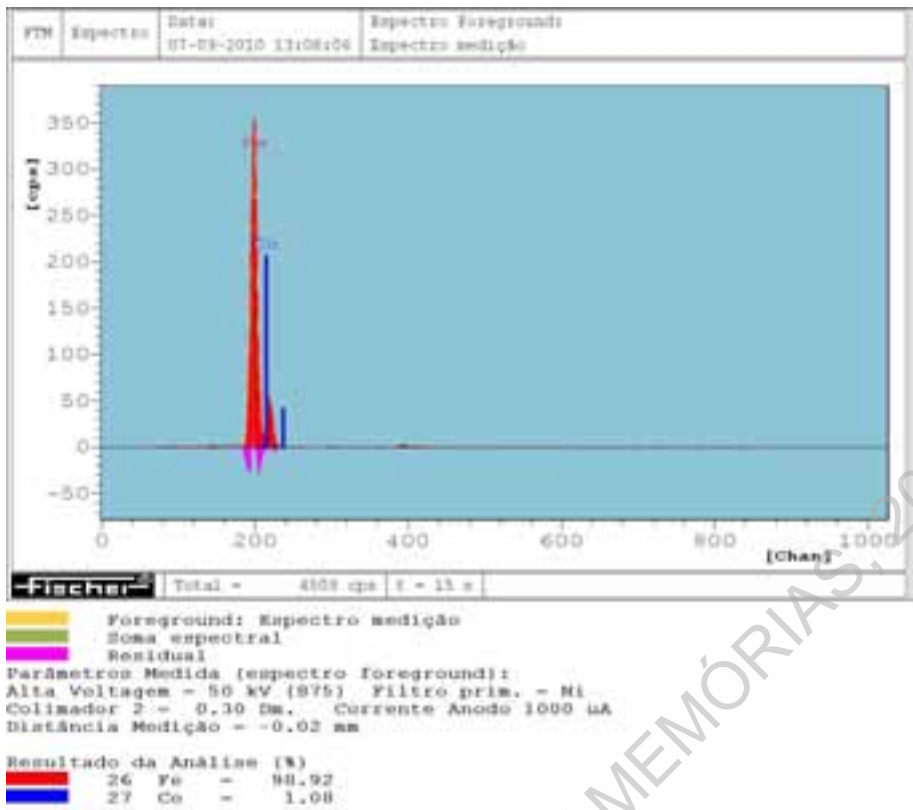 FTM Espectro Data: Espectro Foreground:
07-09-2010 13:06:06 Espectro medição
[cps]
350
300
250
200
150
100
50
0
-50
0 200 400 600 800 1000
[Chan]
Fischer Total = cps t = 15 s
Foreground: Espectro medição
Soma espectral
Residual
Parâmetros Medida (espectro foreground):
Alta Voltagem = 50 kV (875) Filtro prim. = Ni
Colimador 2 = 0.30 Dm. Corrente Anodo 1000 uA
Distância Medição = -0.02 mm
Resultado da Análise (%)
26 Fe = 98.92
27 Co = 1.08
MEMÓRIAS, 20